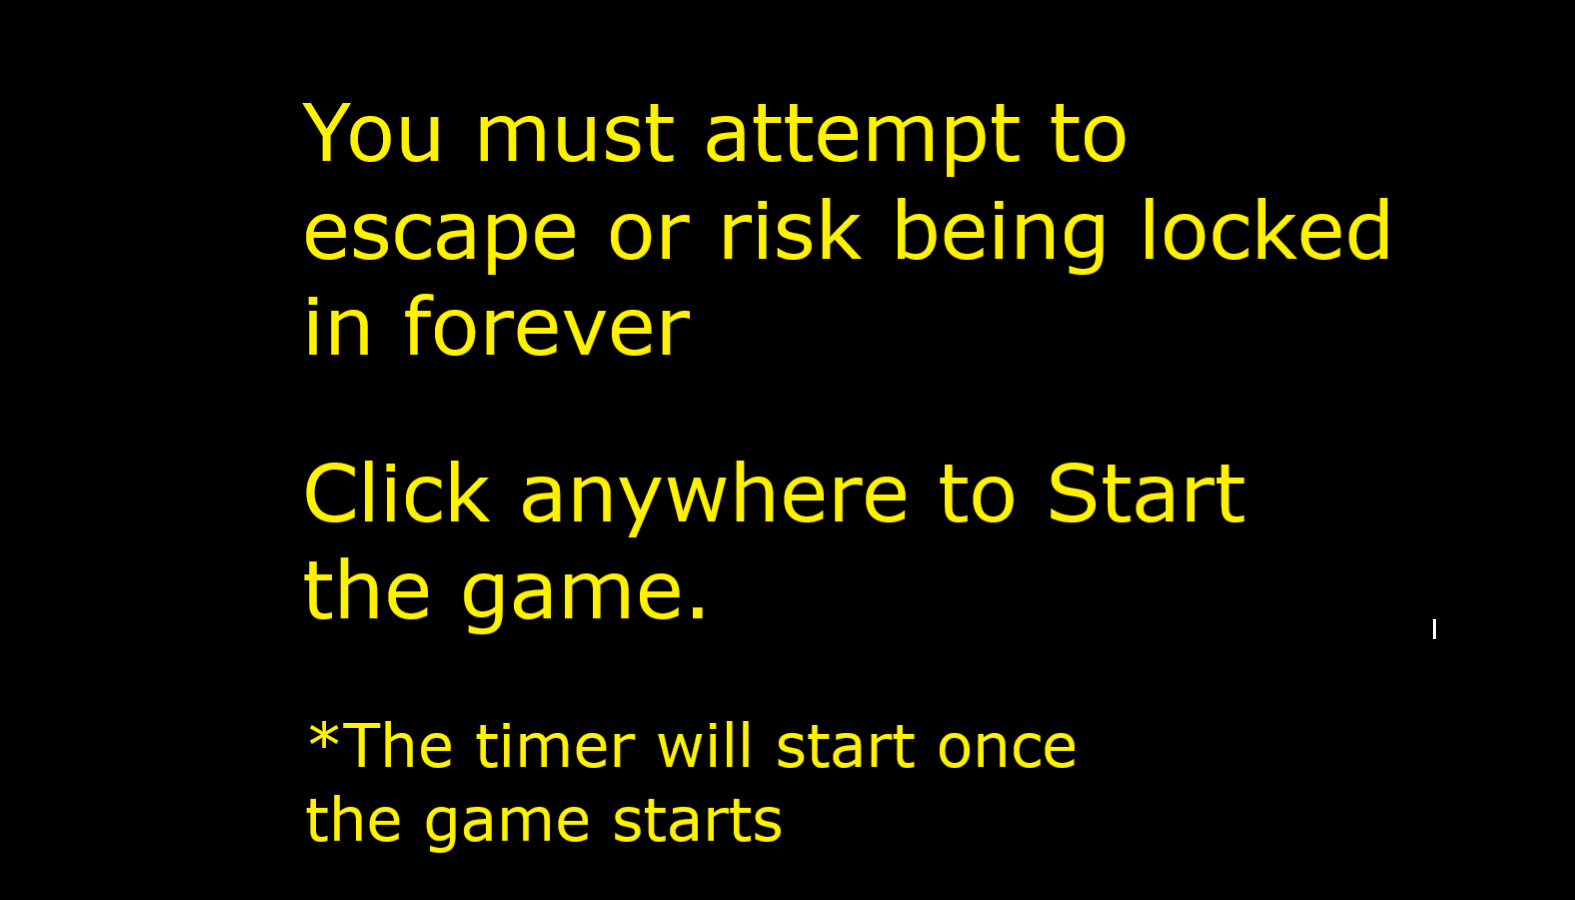 You must attempt to
escape or risk being locked
in forever
Click anywhere to Start
the game.
*The timer will start once
the game starts